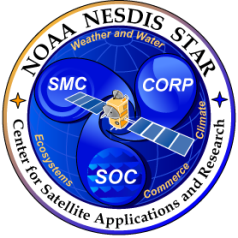 NOAA NESDIS STAR
Weather and Water
SMC
CORP
Climate
Ecosystems
SOC
Commerce
Center for Satellite Applications and Research